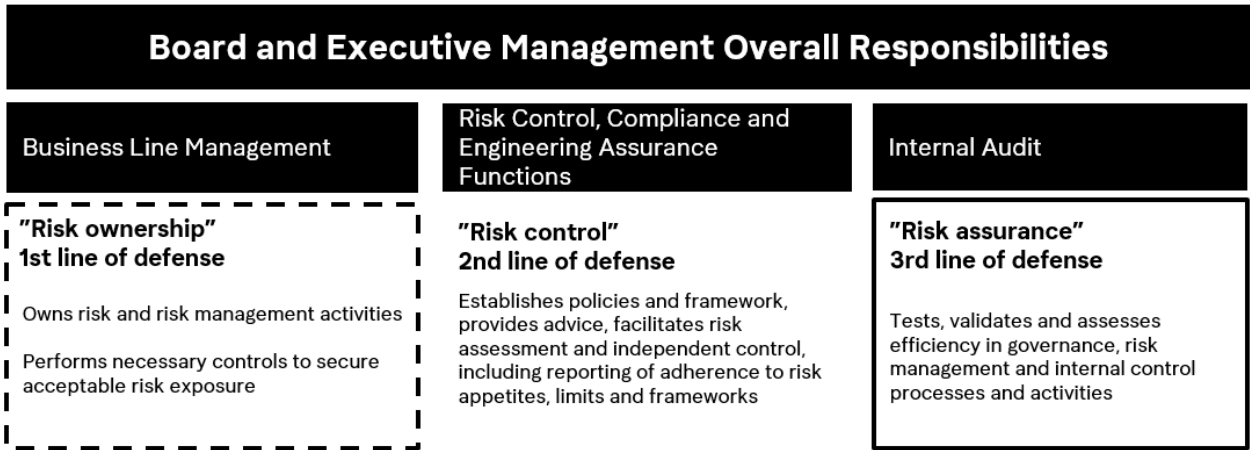 Board and Executive Management Overall Responsibilities
Business Line Management
Risk Control, Compliance and
Engineering Assurance
Functions
Internal Audit
”Risk ownership”
1st line of defense
Owns risk and risk management activities
Performs necessary controls to secure
acceptable risk exposure
”Risk control”
2nd line of defense
Establishes policies and framework,
provides advice, facilitates risk
assessment and independent control,
including reporting of adherence to risk
appetites, limits and frameworks
”Risk assurance”
3rd line of defense
Tests, validates and assesses
efficiency in governance, risk
management and internal control
processes and activities